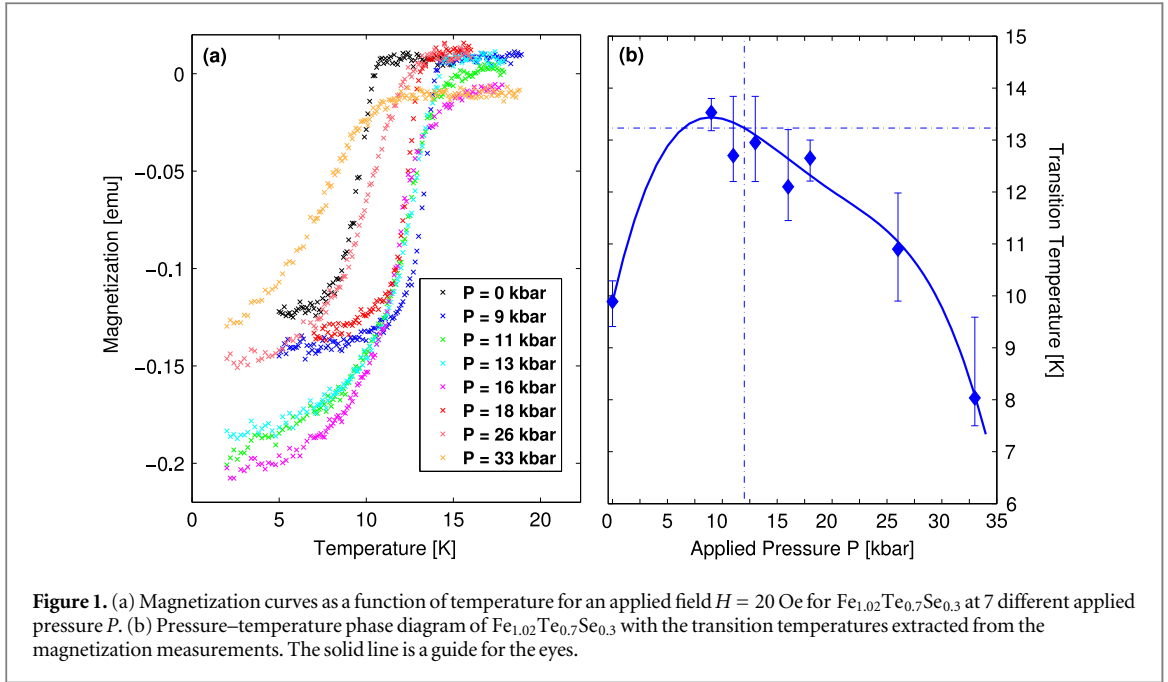 (a)
0
−0.05
−0.1
−0.15
−0.2
Magnetization [emu]
0 5 10 15 20
Temperature [K]
P = 0 kbar
P = 9 kbar
P = 11 kbar
P = 13 kbar
P = 16 kbar
P = 18 kbar
P = 26 kbar
P = 33 kbar
(b)
15
14
13
12
11
10
9
8
7
6
Transition Temperature [K]
0 5 10 15 20 25 30 35
Applied Pressure P [kbar]
Figure 1. (a) Magnetization curves as a function of temperature for an applied field H = 20 Oe for Fe1.02Te0.7Se0.3 at 7 different applied
pressure P. (b) Pressure–temperature phase diagram of Fe1.02Te0.7Se0.3 with the transition temperatures extracted from the
magnetization measurements. The solid line is a guide for the eyes.